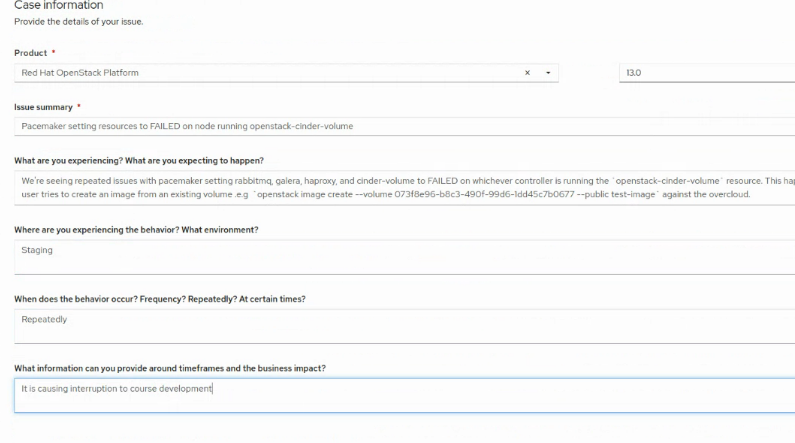 Case information
Provide the details of your issue.
Product *
Red Hat OpenStack Platform × 13.0
Issue summary *
Pacemaker setting resources to FAILED on node running openstack-cinder-volume
What are you experiencing? What are you expecting to happen?
We're seeing repeated issues with pacemaker setting rabbitmq, galera, haproxy, and cinder-volume to FAILED on whichever controller is running the `openstack-cinder-volume` resource. This
user tries to create an image from an existing volume .e.g `openstack image create --volume 073f8e96-b8c3-490f-99d6-1dd45c7b0677 --public test-image` against the overcloud.
Where are you experiencing the behavior? What environment?
Staging
When does the behavior occur? Frequency? Repeatedly? At certain times?
Repeatedly
What information can you provide around timeframes and the business impact?
It is causing interruption to course development